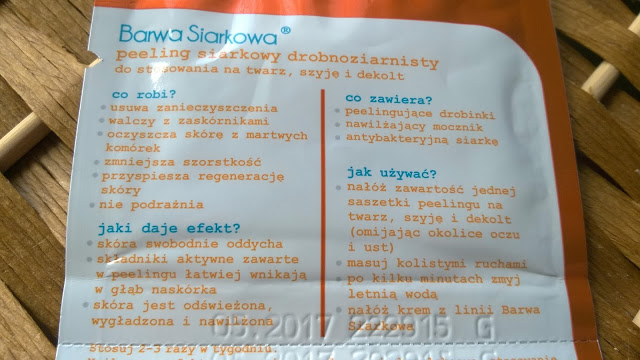 Barwa Siarkowa®
peeling siarkowy drobnoziarnisty
do stosowania na twarz, szyję i dekolt
co robi?
usuwa zanieczyszczenia
walczy z zaskórnikami
oczyszcza skórę z martwych
komórek
zmniejsza szorstkość
przyspiesza regenerację
skóry
nie podrażnia
jaki daje efekt?
skóra swobodnie oddycha
składniki aktywne zawarte
w peelingu łatwiej wnikają
w głąb naskórka
skóra jest odświeżona,
wygładzona i nawilżona
Stosuj 2-3 razy w tygodniu.
co zawiera?
peelingujące drobinki
nawilżający mocznik
antybakteryjną siarkę
jak używać?
nałóż zawartość jednej
saszetki peelingu na
twarz, szyję i dekolt
(omijając okolice oczu
i ust)
masuj kolistymi ruchami
po kilku minutach zmyj
letnią wodą
nałóż krem z linii Barwa
Siarkowa
05 2017 222015 G